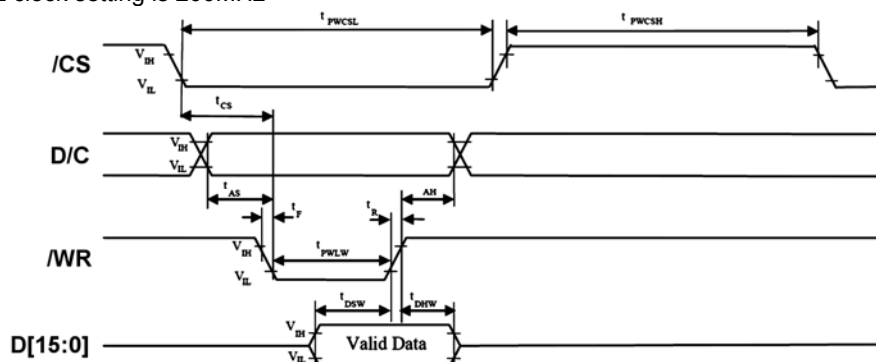 clock setting is 200MHz
t PWCSL
t PWCSH
/CS
V IH
V IL
t CS
D/C
V IH
V IL
t AS
t F
t R
AH
/WR
V IH
V IL
t PWLW
t DSW
t DHW
D[15:0]
V IH
V IL
Valid Data